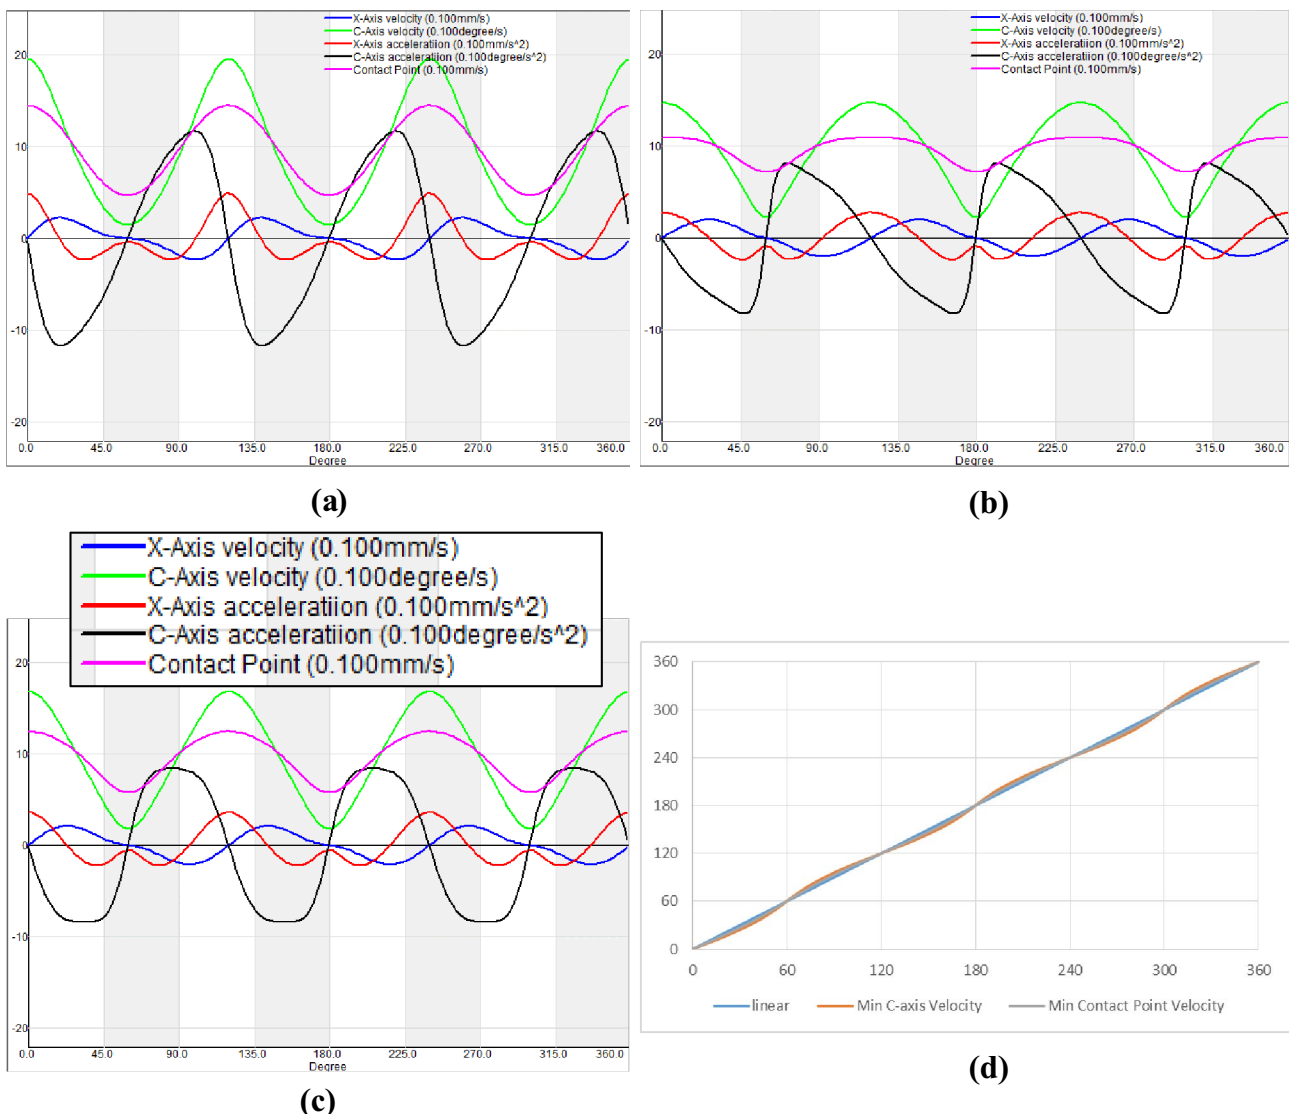 X-Axis velocity (0.100mm/s)
C-Axis velocity (0.100degree/s)
X-Axis acceleratiion (0.100mm/s^2)
C-Axis acceleratiion (0.100degree/s^2)
Contact Point (0.100mm/s)
20
10
0
-10
-20
0.0 45.0 90.0 135.0 180.0 225.0 270.0 315.0 360.0
Degree
(a)
X-Axis velocity (0.100mm/s)
C-Axis velocity (0.100degree/s)
X-Axis acceleratiion (0.100mm/s^2)
C-Axis acceleratiion (0.100degree/s^2)
Contact Point (0.100mm/s)
20
10
0
-10
-20
0.0 45.0 90.0 135.0 180.0 225.0 270.0 315.0 360.0
Degree
(b)
X-Axis velocity (0.100mm/s)
C-Axis velocity (0.100degree/s)
X-Axis acceleratiion (0.100mm/s^2)
C-Axis acceleratiion (0.100degree/s^2)
Contact Point (0.100mm/s)
20
10
0
-10
-20
0.0 45.0 90.0 135.0 180.0 225.0 270.0 315.0 360.0
Degree
(c)
360
300
240
180
120
60
0
0 60 120 180 240 300 360
linear Min C-axis Velocity Min Contact Point Velocity
(d)